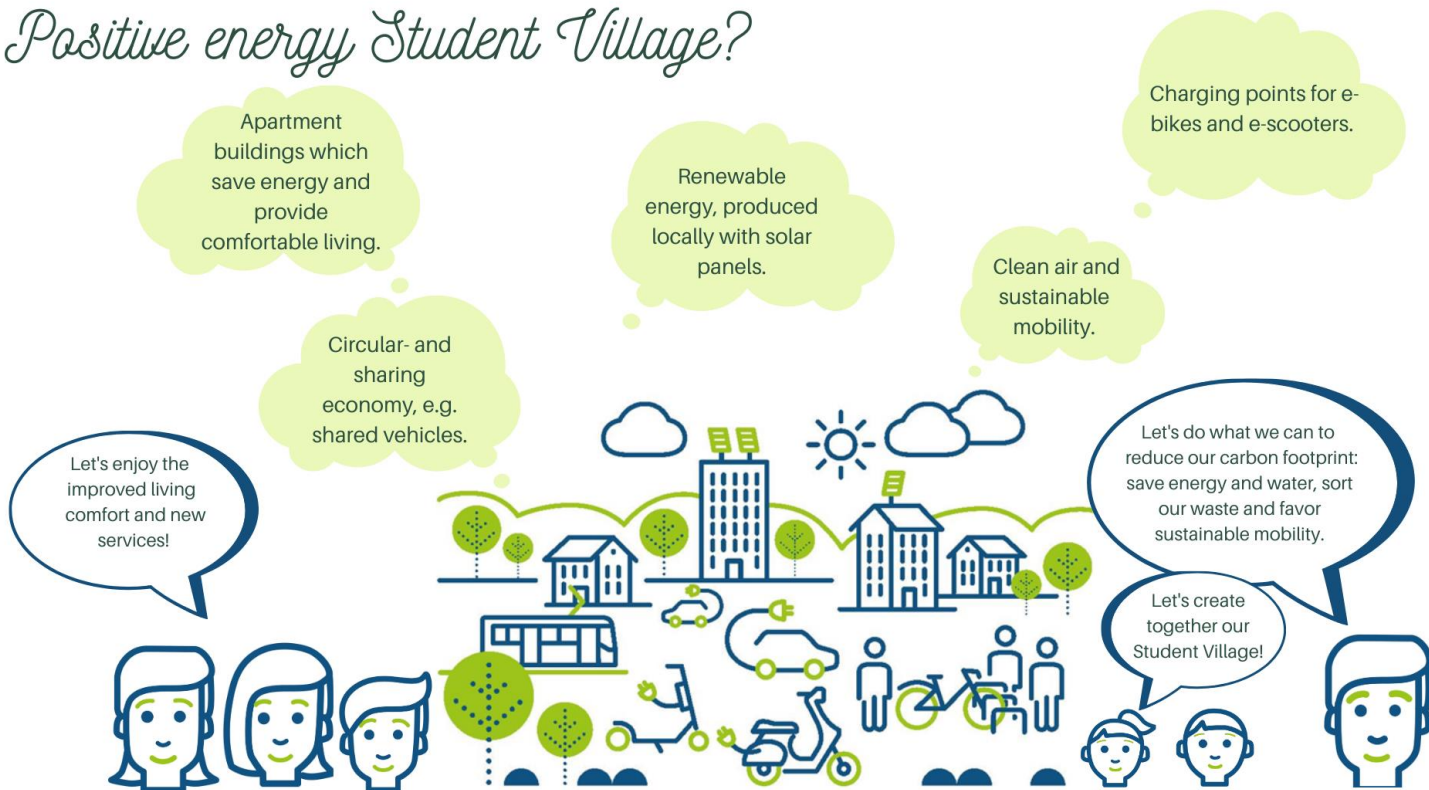 Positive energy Student Village?
Apartment
buildings which
save energy and
provide
comfortable living.
Renewable
energy, produced
locally with solar
panels.
Charging points for e-
bikes and e-scooters.
Clean air and
sustainable
mobility.
Circular- and
sharing
economy, e.g.
shared vehicles.
Let's enjoy the
improved living
comfort and new
services!
Let's do what we can to
reduce our carbon footprint:
save energy and water, sort
our waste and favor
sustainable mobility.
Let's create
together our
Student Village!